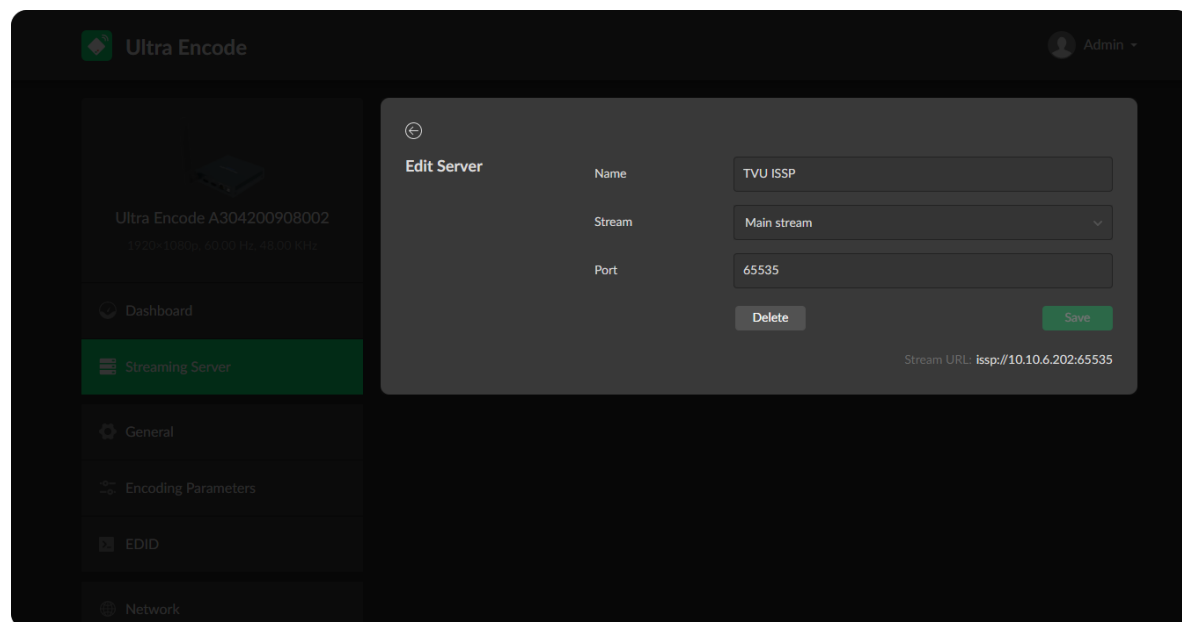 Ultra Encode
Admin
Ultra Encode A304200908002
1920×1080p, 60.00 Hz, 48.00 KHz
Dashboard
Streaming Server
General
Encoding Parameters
EDID
Network
Edit Server
Name
TVU ISSP
Stream
Main stream
Port
65535
Delete
Save
Stream URL: issp://10.10.6.202:65535